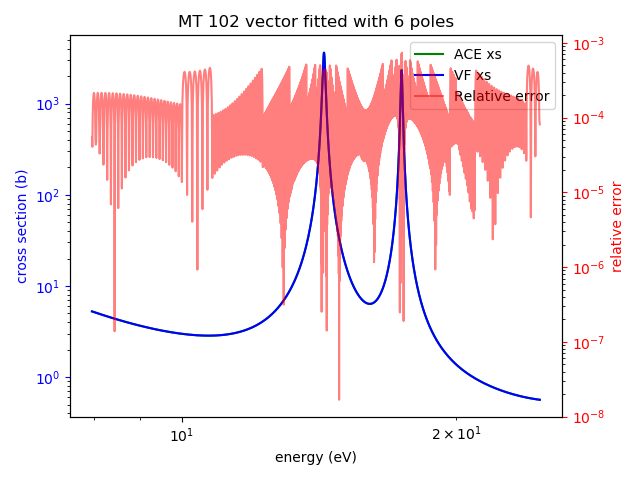 MT 102 vector fitted with 6 poles
ACE xs
VF xs
Relative error
cross section (b)
10³
10²
10¹
10⁰
relative error
10⁻³
10⁻⁴
10⁻⁵
10⁻⁶
10⁻⁷
10⁻⁸
10¹
2 × 10¹
energy (eV)